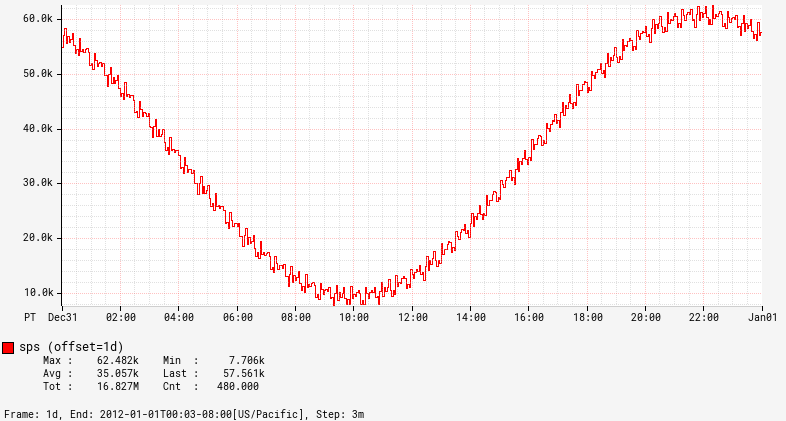 60.0k
50.0k
40.0k
30.0k
20.0k
10.0k
PT Dec31 02:00 04:00 06:00 08:00 10:00 12:00 14:00 16:00 18:00 20:00 22:00 Jan01
sps (offset=1d)
Max : 62.482k Min : 7.706k
Avg : 35.057k Last : 57.561k
Tot : 16.827M Cnt : 480.000
Frame: 1d, End: 2012-01-01T00:03-08:00[US/Pacific], Step: 3m